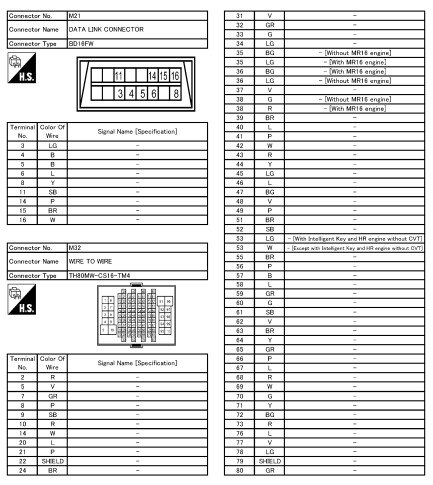 Connector No. M21
Connector Name DATA LINK CONNECTOR
Connector Type BD16FW
H.S.
11 14 15 16
3 4 5 6 8
Terminal No. Color Of Wire Signal Name [Specification]
3 LG -
4 B -
5 B -
6 L -
8 Y -
11 SB -
14 P -
15 BR -
16 W -
Connector No. M32
Connector Name WIRE TO WIRE
Connector Type TH80MW-CS16-TM4
H.S.
Terminal No. Color Of Wire Signal Name [Specification]
2 R -
5 V -
7 GR -
8 P -
9 SB -
10 R -
14 W -
20 L -
21 P -
22 SHIELD -
24 BR -
31 V -
32 GR -
33 G -
34 LG -
35 BG - [Without MR16 engine]
35 LG - [With MR16 engine]
36 BG - [With MR16 engine]
36 LG - [Without MR16 engine]
37 V -
38 G - [Without MR16 engine]
38 R - [With MR16 engine]
39 BR -
40 L -
41 P -
42 W -
43 R -
44 Y -
45 LG -
46 L -
47 BG -
48 V -
49 P -
51 BR -
52 SB -
53 LG - [With Intelligent Key and HR engine without CVT]
53 W - [Except with Intelligent Key and HR engine without CVT]
55 BR -
56 P -
57 B -
58 L -
59 GR -
60 G -
61 SB -
62 V -
63 BR -
64 Y -
65 GR -
66 P -
67 L -
68 R -
69 W -
70 G -
71 Y -
72 BG -
73 R -
76 L -
77 V -
78 LG -
79 SHIELD -
80 GR -